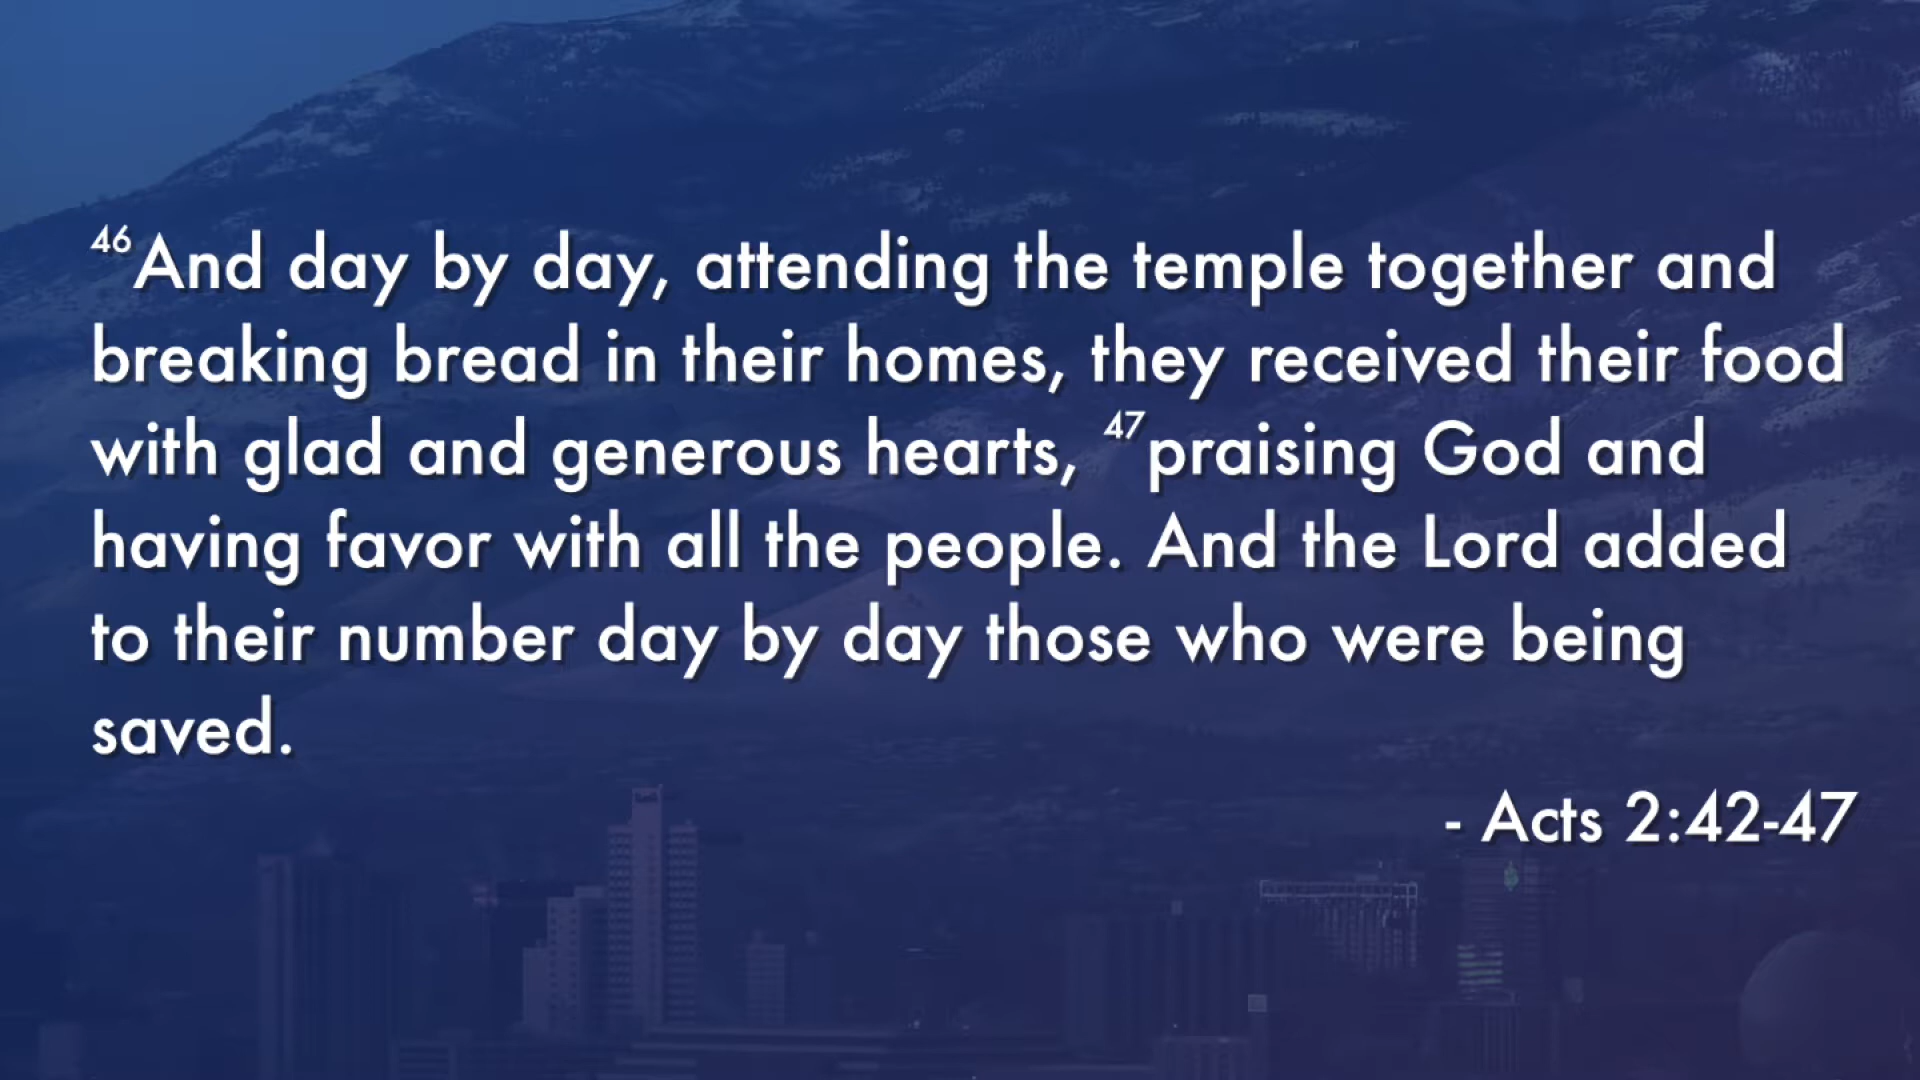 46And day by day, attending the temple together and
breaking bread in their homes, they received their food
with glad and generous hearts, 47praising God and
having favor with all the people. And the Lord added
to their number day by day those who were being
saved.
- Acts 2:42-47